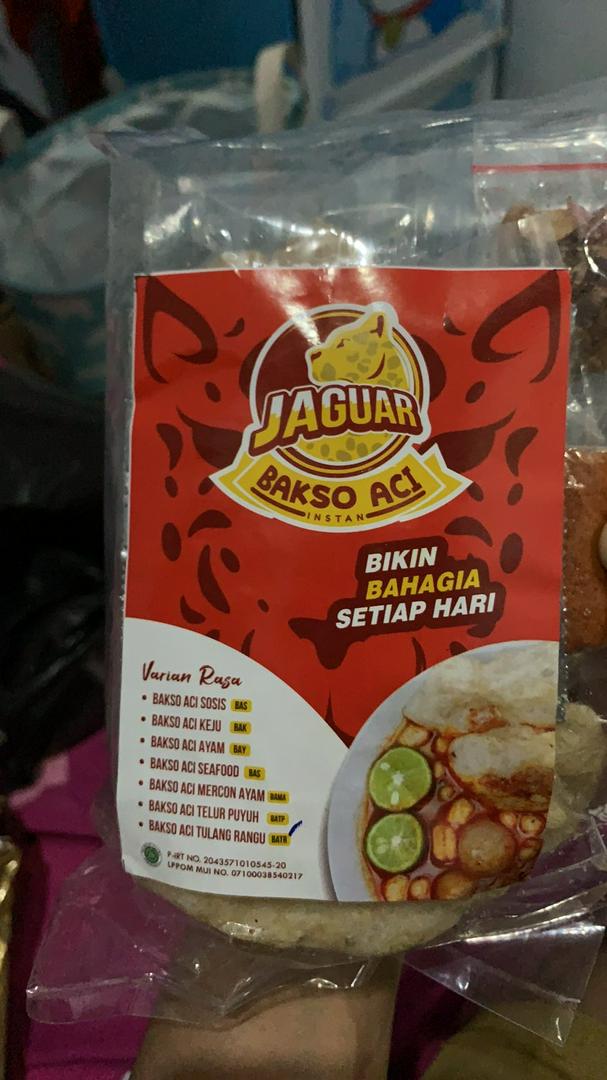 JAGUAR
BAKSO ACI
INSTAN
BIKIN
BAHAGIA
SETIAP HARI
Varian Rasa
• BAKSO ACI SOSIS BAS
• BAKSO ACI KEJU BAK
• BAKSO ACI AYAM BAY
• BAKSO ACI SEAFOOD BAS
• BAKSO ACI MERCON AYAM BAMA
• BAKSO ACI TELUR PUYUH BATP
• BAKSO ACI TULANG RANGU BATR
P-IRT NO. 2043571010545-20
LPPOM MUI NO. 07100038540217